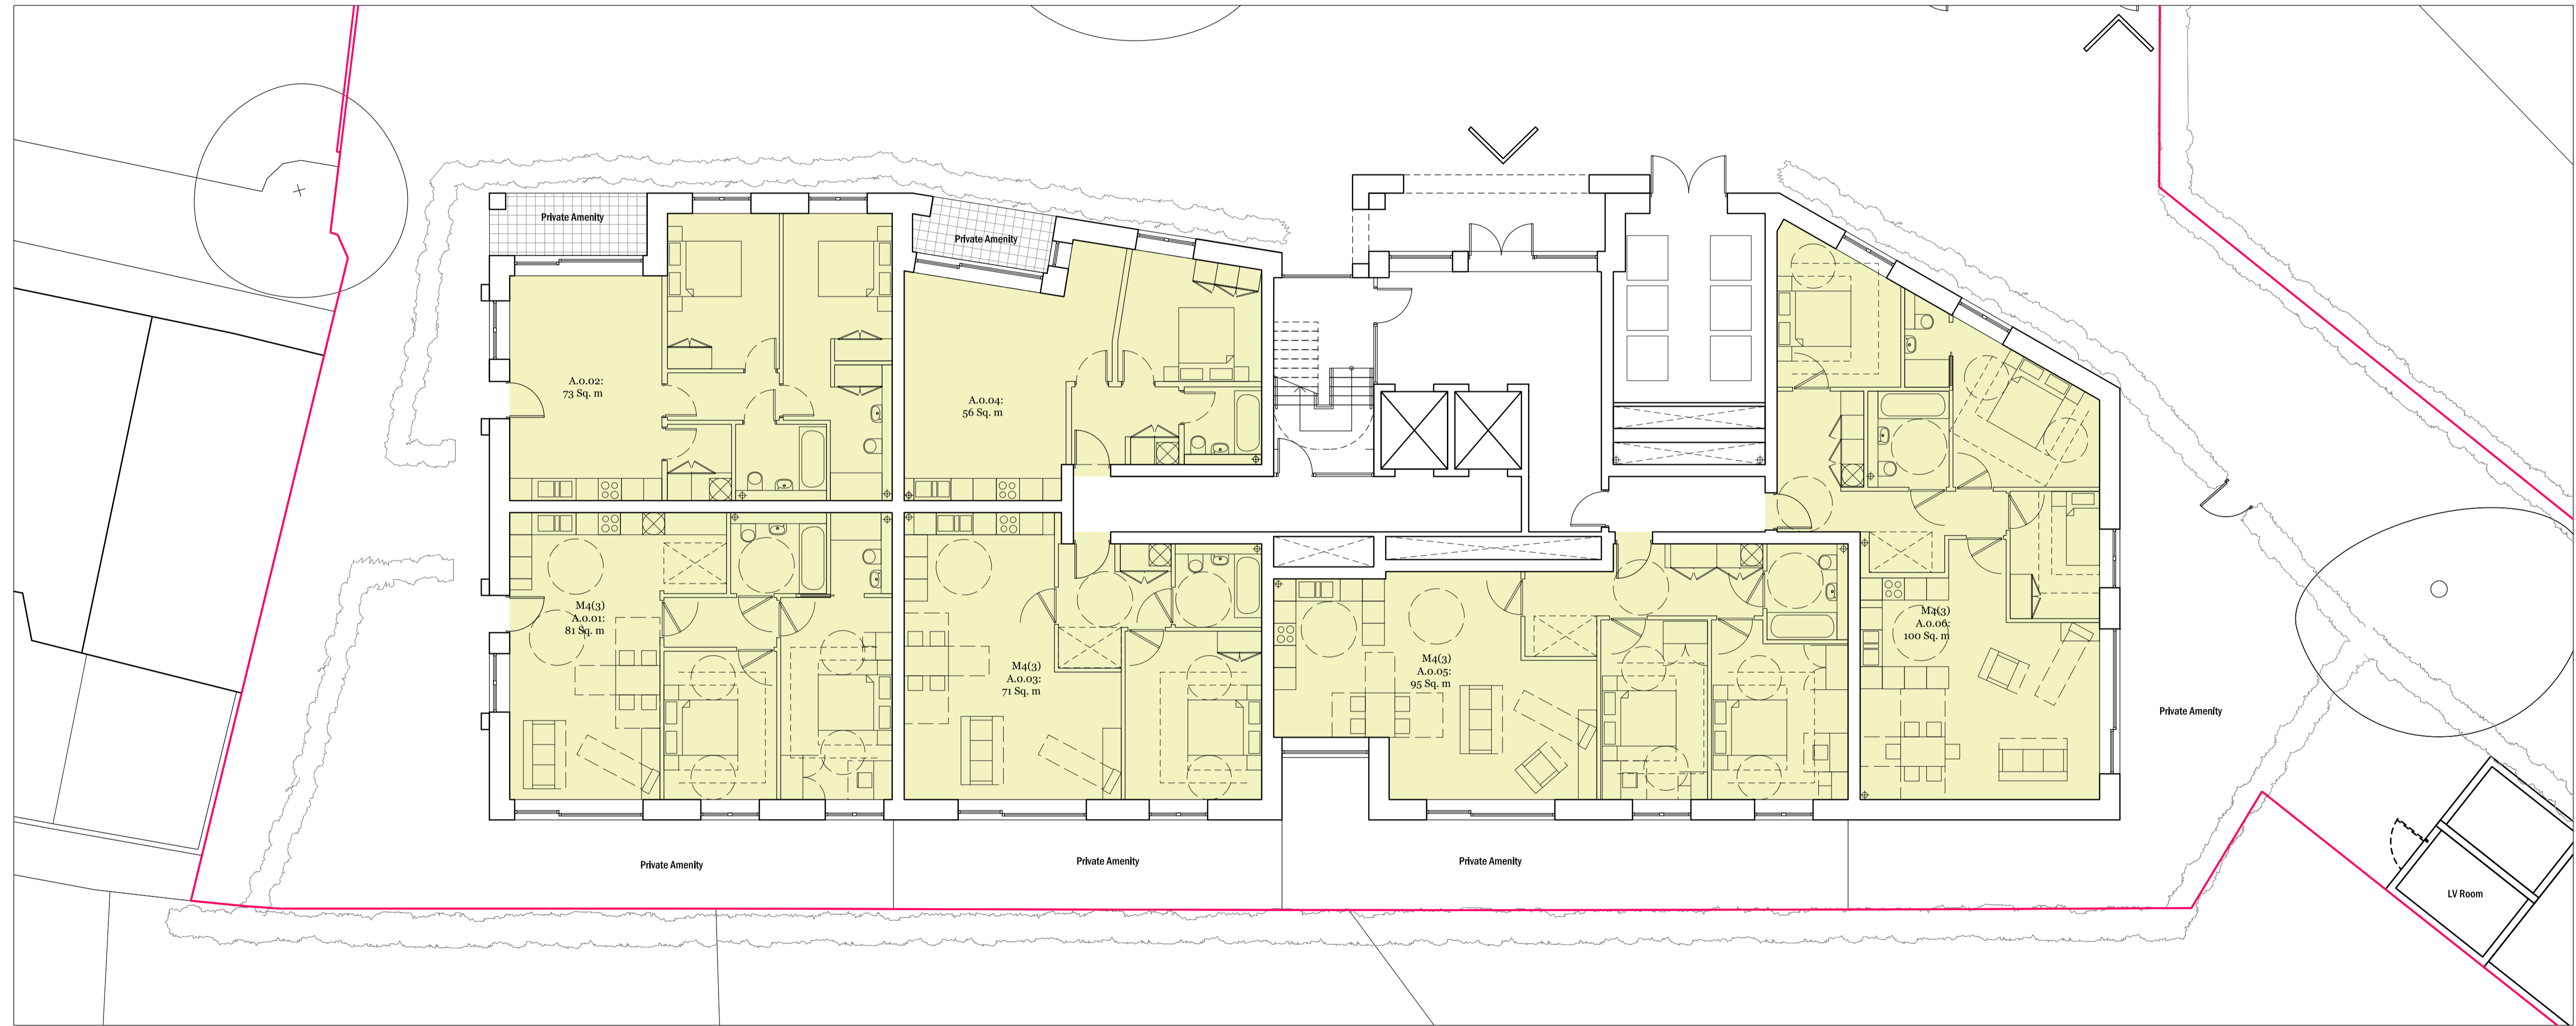 Private Amenity
Private Amenity
A.0.02:
73 Sq. m
A.0.04:
56 Sq. m
M4(3)
A.0.01:
81 Sq. m
M4(3)
A.0.03:
71 Sq. m
M4(3)
A.0.05:
95 Sq. m
M4(3)
A.0.06:
100 Sq. m
Private Amenity
Private Amenity
Private Amenity
Private Amenity
LV Room